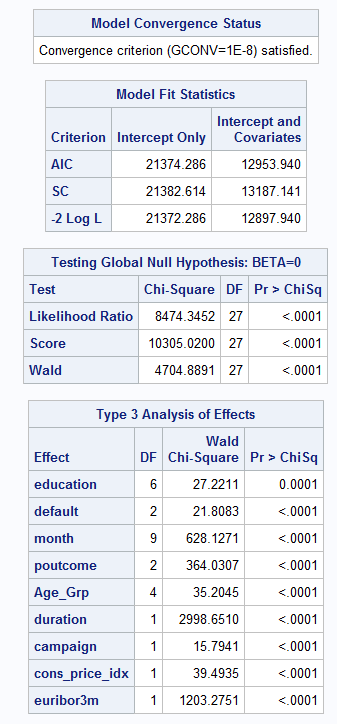 Model Convergence Status
Convergence criterion (GCONV=1E-8) satisfied.
Model Fit Statistics
Criterion Intercept Only Intercept and Covariates
AIC 21374.286 12953.940
SC 21382.614 13187.141
-2 Log L 21372.286 12897.940
Testing Global Null Hypothesis: BETA=0
Test Chi-Square DF Pr > ChiSq
Likelihood Ratio 8474.3452 27 <.0001
Score 10305.0200 27 <.0001
Wald 4704.8891 27 <.0001
Type 3 Analysis of Effects
Effect DF Wald Chi-Square Pr > ChiSq
education 6 27.2211 0.0001
default 2 21.8083 <.0001
month 9 628.1271 <.0001
poutcome 2 364.0307 <.0001
Age_Grp 4 35.2045 <.0001
duration 1 2998.6510 <.0001
campaign 1 15.7941 <.0001
cons_price_idx 1 39.4935 <.0001
euribor3m 1 1203.2751 <.0001